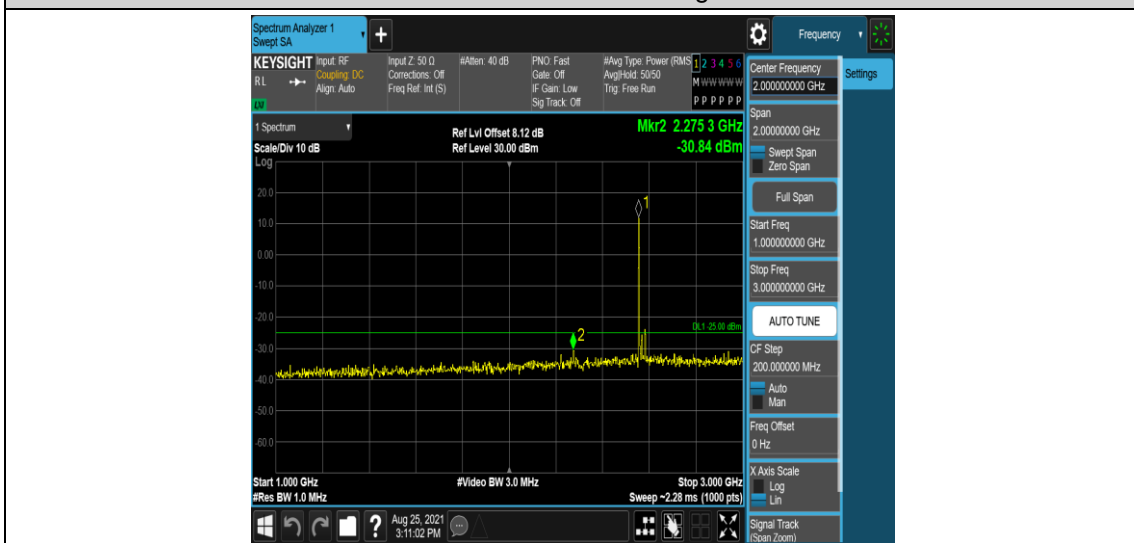 Spectrum Analyzer 1
Swept SA
+
Frequency
KEYSIGHT
RL
LXI
Input: RF
Coupling: DC
Align: Auto
Input Z: 50 Ω
Corrections: Off
Freq Ref: Int (S)
#Atten: 40 dB
PNO: Fast
Gate: Off
IF Gain: Low
Sig Track: Off
#Avg Type: Power (RMS
Avg|Hold: 50/50
Trig: Free Run
1 2 3 4 5 6
M W W W W W
P P P P P P
1 Spectrum
Scale/Div 10 dB
Log
Ref Lvl Offset 8.12 dB
Ref Level 30.00 dBm
Mkr2 2.275 3 GHz
-30.84 dBm
20.0
10.0
0.00
-10.0
-20.0
-30.0
-40.0
-50.0
-60.0
1
2
DL1 -25.00 dBm
Start 1.000 GHz
#Res BW 1.0 MHz
#Video BW 3.0 MHz
Stop 3.000 GHz
Sweep ~2.28 ms (1000 pts)
?
Aug 25, 2021
3:11:02 PM
Center Frequency
2.000000000 GHz
Settings
Span
2.00000000 GHz
Swept Span
Zero Span
Full Span
Start Freq
1.000000000 GHz
Stop Freq
3.000000000 GHz
AUTO TUNE
CF Step
200.000000 MHz
Auto
Man
Freq Offset
0 Hz
X Axis Scale
Log
Lin
Signal Track
(Span Zoom)